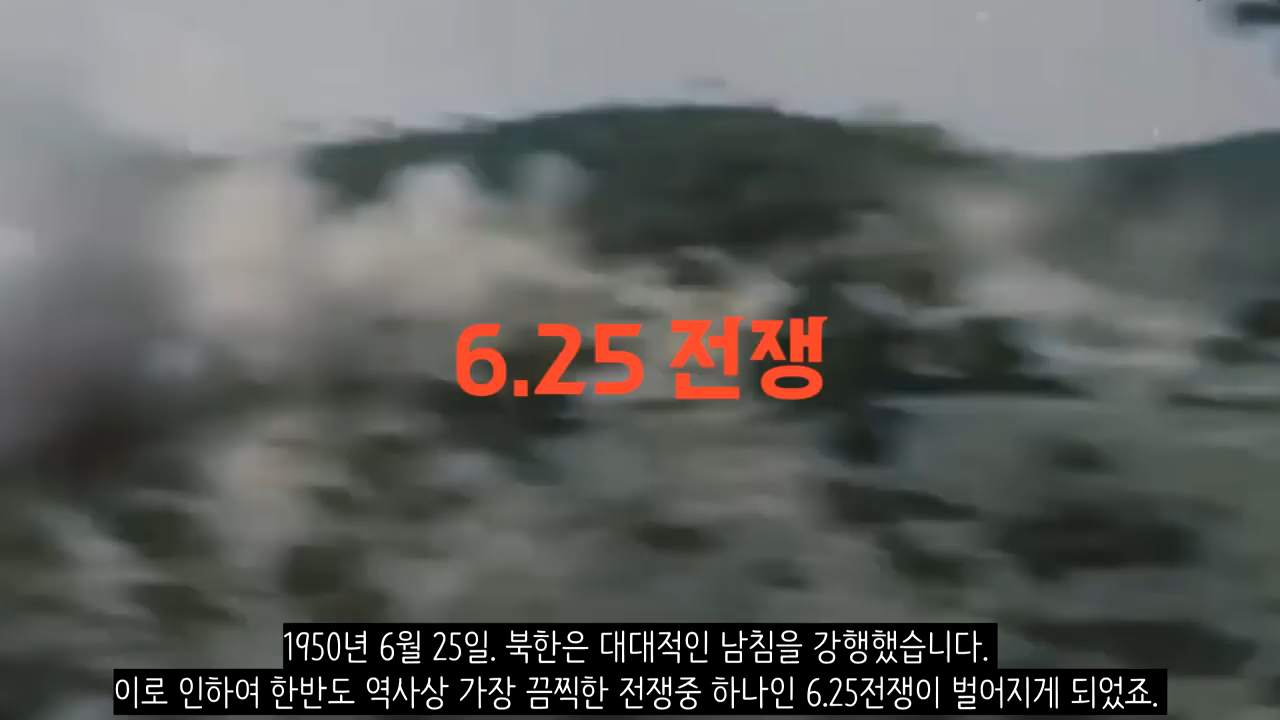 6.25 전쟁
1950년 6월 25일. 북한은 대대적인 남침을 강행했습니다.
이로 인하여 한반도 역사상 가장 끔찍한 전쟁중 하나인 6.25전쟁이 벌어지게 되었죠.